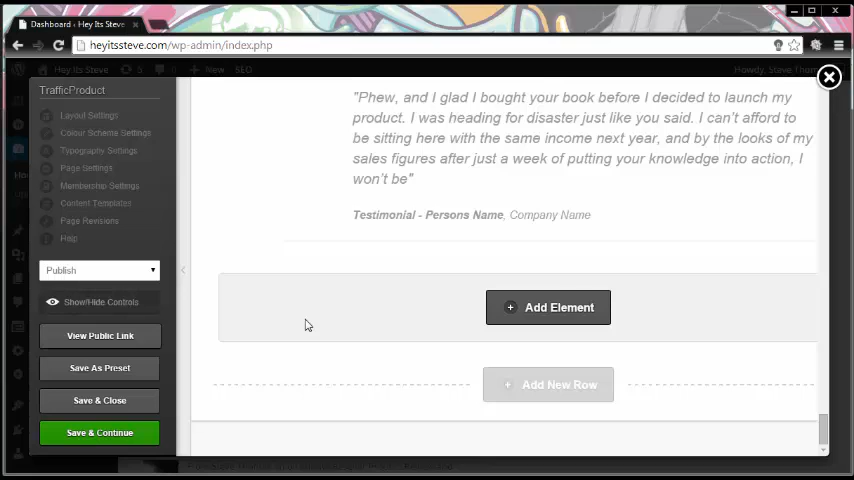 Dashboard ‹ Hey Its Steve
heyitssteve.com/wp-admin/index.php
Hey Its Steve
5
New
SEO
TrafficProduct
Layout Settings
Colour Scheme Settings
Typography Settings
Page Settings
Membership Settings
Content Templates
Page Revisions
Help
Publish
Show/Hide Controls
View Public Link
Save As Preset
Save & Close
Save & Continue
"Phew, and I glad I bought your book before I decided to launch my
product. I was heading for disaster just like you said. I can't afford to
be sitting here with the same income next year, and by the looks of my
sales figures after just a week of putting your knowledge into action, I
won't be"
Testimonial - Persons Name, Company Name
+ Add Element
+ Add New Row